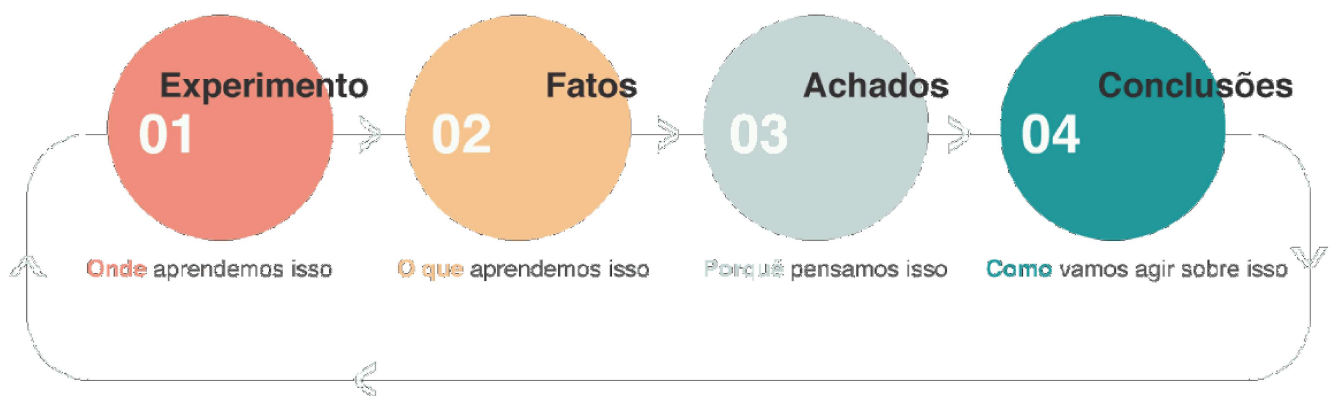 Experimento
01
Fatos
02
Achados
03
Conclusões
04
Onde aprendemos isso
O que aprendemos isso
Porquê pensamos isso
Como vamos agir sobre isso